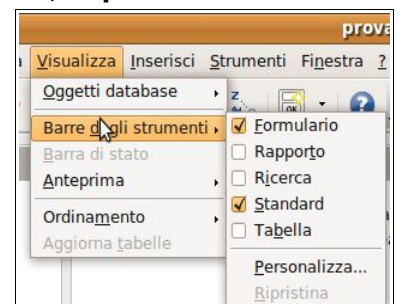 prova
Visualizza Inserisci Strumenti Finestra ?
Oggetti database
Barre degli strumenti
Barra di stato
Anteprima
Ordinamento
Aggiorna tabelle
Formulario
Rapporto
Ricerca
Standard
Tabella
Personalizza...
Ripristina